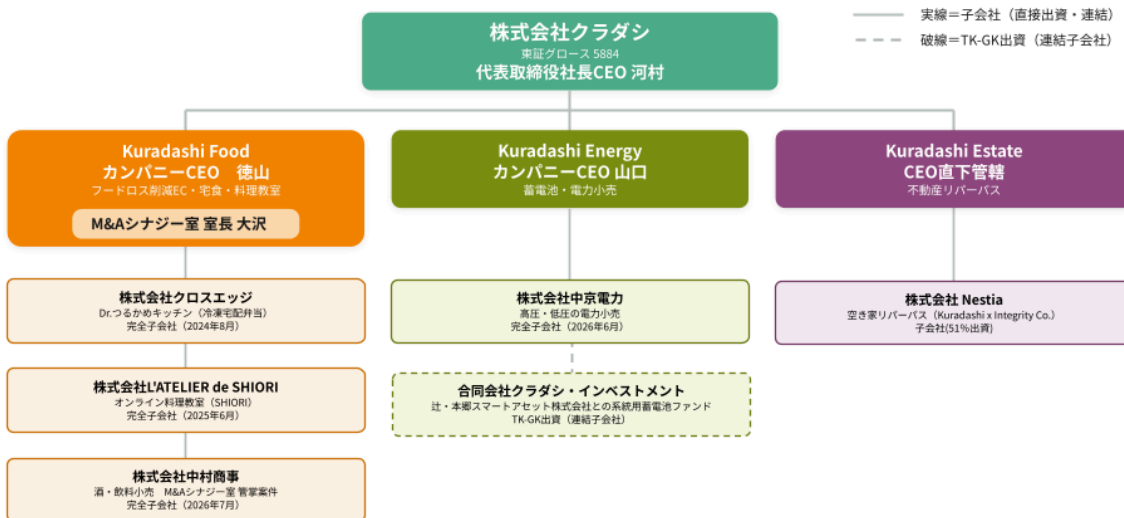 株式会社クラダシ
東証グロース 5884
代表取締役社長CEO 河村
実線＝子会社（直接出資・連結）
破線＝TK-GK出資（連結子会社）
Kuradashi Food
カンパニーCEO　徳山
フードロス削減EC・宅食・料理教室
M&Aシナジー室 室長 大沢
Kuradashi Energy
カンパニーCEO 山口
蓄電池・電力小売
Kuradashi Estate
CEO直下管轄
不動産リパーパス
株式会社クロスエッジ
Dr.つるかめキッチン（冷凍宅配弁当）
完全子会社（2024年8月）
株式会社中京電力
高圧・低圧の電力小売
完全子会社（2026年6月）
株式会社 Nestia
空き家リパーパス（Kuradashi x Integrity Co.）
子会社(51%出資)
株式会社L'ATELIER de SHIORI
オンライン料理教室（SHIORI）
完全子会社（2025年6月）
合同会社クラダシ・インベストメント
辻・本郷スマートアセット株式会社との系統用蓄電池ファンド
TK-GK出資（連結子会社）
株式会社中村商事
酒・飲料小売　M&Aシナジー室 管掌案件
完全子会社（2026年7月）